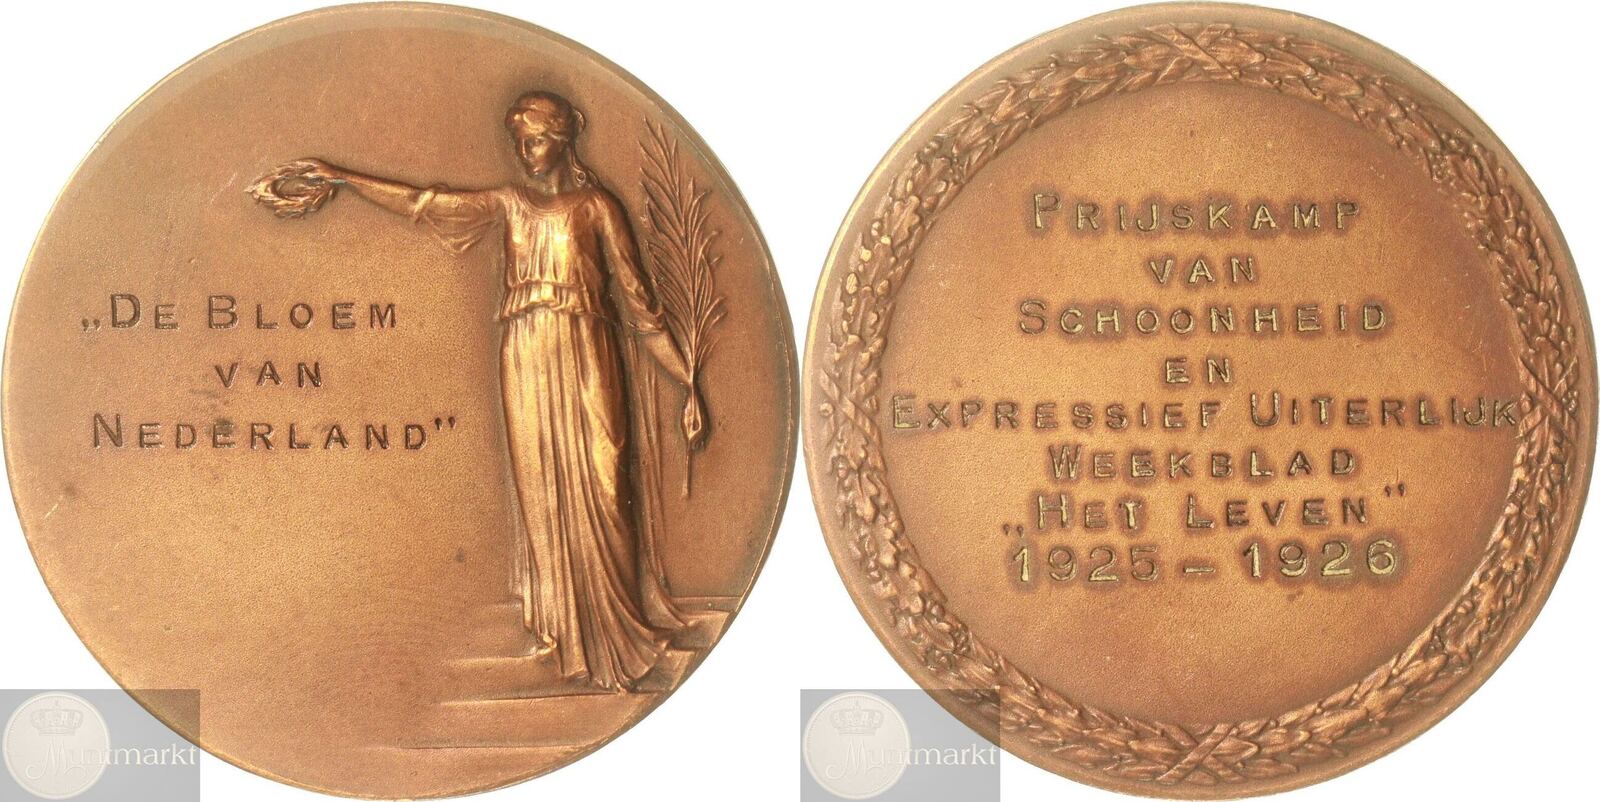 „De Bloem
van
Nederland”
Prijskamp
van
Schoonheid
en
Expressief Uiterlijk
Weekblad
„Het Leven”
1925 – 1926
Muntmarkt
Muntmarkt